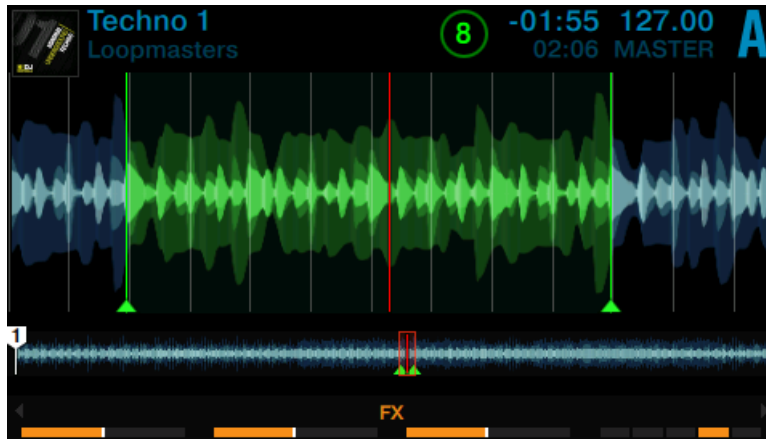 Techno 1
Loopmasters
8
-01:55 127.00
02:06 MASTER
A
1
FX